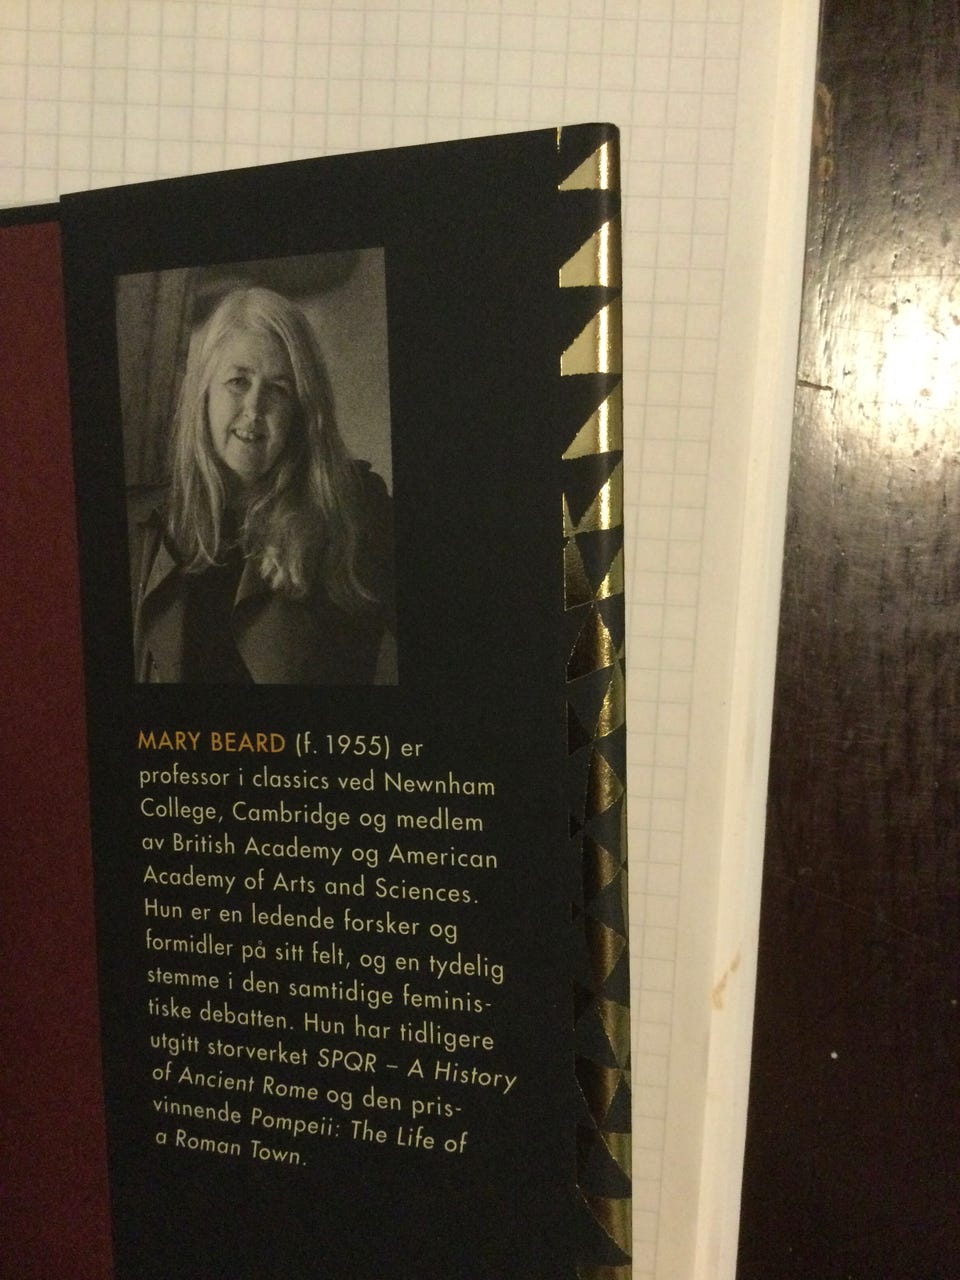 MARY BEARD (f. 1955) er
professor i classics ved Newnham
College, Cambridge og medlem
av British Academy og American
Academy of Arts and Sciences.
Hun er en ledende forsker og
formidler på sitt felt, og en tydelig
stemme i den samtidige feminis-
tiske debatten. Hun har tidligere
utgitt storverket SPQR – A History
of Ancient Rome og den pris-
vinnende Pompeii: The Life of
a Roman Town.